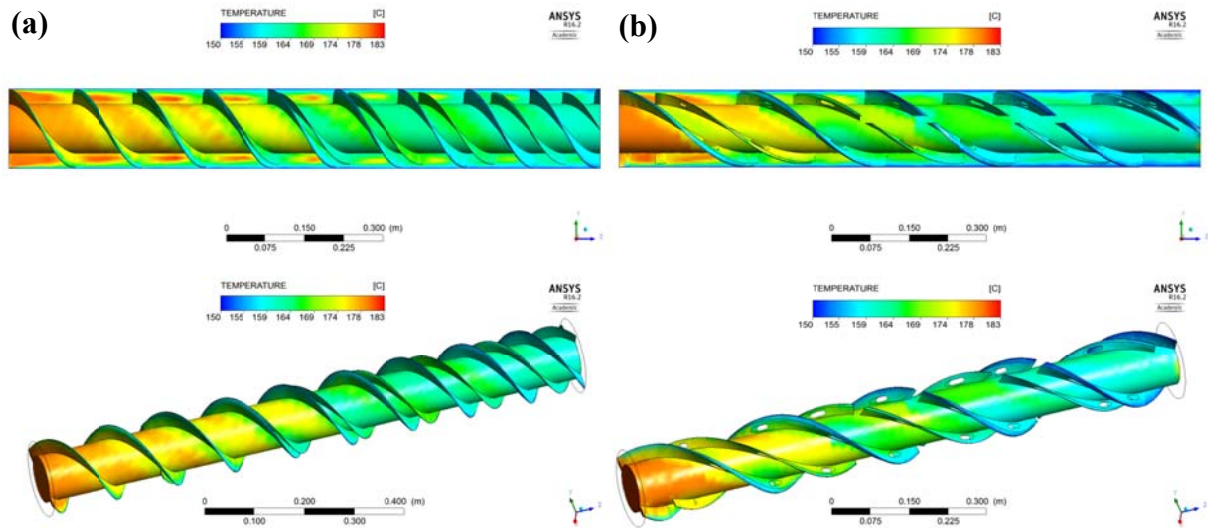 (a)
TEMPERATURE [C]
150 155 159 164 169 174 178 183
ANSYS
R16.2
Academic
0 0.150 0.300 (m)
0.075 0.225
Y
Z
(b)
TEMPERATURE [C]
150 155 159 164 169 174 178 183
ANSYS
R16.2
Academic
0 0.150 0.300 (m)
0.075 0.225
Y
Z
TEMPERATURE [C]
150 155 159 164 169 174 178 183
ANSYS
R16.2
Academic
0 0.200 0.400 (m)
0.100 0.300
Y
Z
TEMPERATURE [C]
150 155 159 164 169 174 178 183
ANSYS
R16.2
Academic
0 0.150 0.300 (m)
0.075 0.225
Y
Z